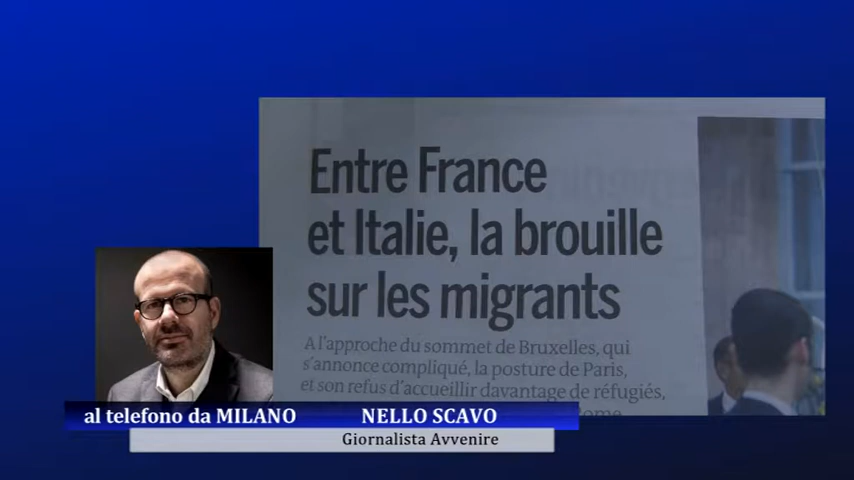 Entre France
et Italie, la brouille
sur les migrants
A l'approche du sommet de Bruxelles, qui
s'annonce compliqué, la posture de Paris,
et son refus d'accueillir davantage de réfugiés,
Rome
al telefono da MILANO NELLO SCAVO
Giornalista Avvenire